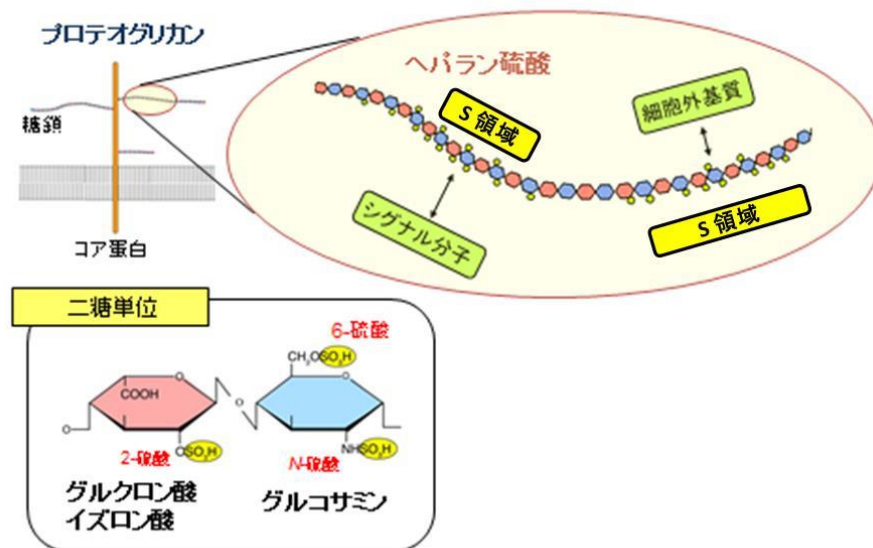 プロテオグリカン
糖鎖
コア蛋白
ヘパラン硫酸
S 領域
細胞外基質
シグナル分子
S 領域
二糖単位
6-硫酸
CH₂OSO₃H
COOH
O
O
O
O
OSO₃H
NHSO₃H
2-硫酸
N-硫酸
グルクロン酸
イズロン酸
グルコサミン